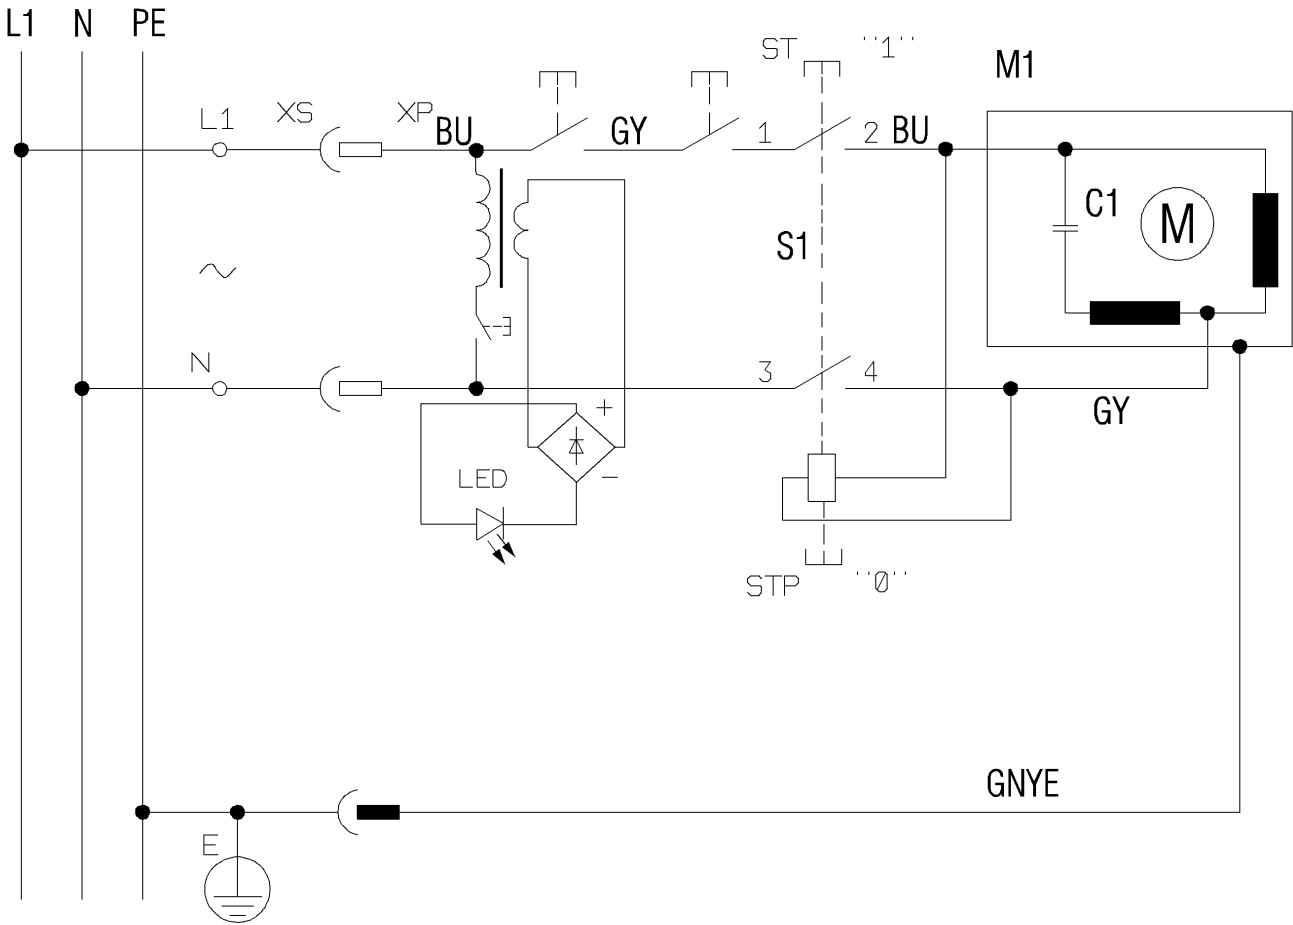 L1 N PE
ST ''1''
M1
L1 XS XP BU GY 1 2 BU
C1 M
S1
N
3 4
GY
+
LED
−
STP ''0''
GNYE
E